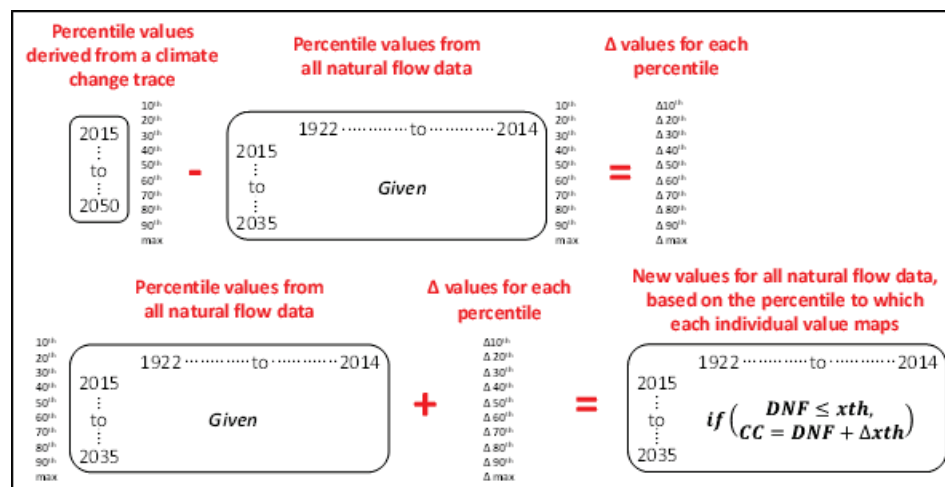 Percentile values
derived from a climate
change trace
Percentile values from
all natural flow data
Δ values for each
percentile
2015
⋮
to
⋮
2050
10th
20th
30th
40th
50th
60th
70th
80th
90th
max
-
1922 ············ to ········· 2014
2015
⋮
to
⋮
2035
Given
10th
20th
30th
40th
50th
60th
70th
80th
90th
max
=
Δ10th
Δ 20th
Δ 30th
Δ 40th
Δ 50th
Δ 60th
Δ 70th
Δ 80th
Δ 90th
Δ max
Percentile values from
all natural flow data
Δ values for each
percentile
New values for all natural flow data,
based on the percentile to which
each individual value maps
10th
20th
30th
40th
50th
60th
70th
80th
90th
max
1922 ············ to ········· 2014
2015
⋮
to
⋮
2035
Given
+
Δ10th
Δ 20th
Δ 30th
Δ 40th
Δ 50th
Δ 60th
Δ 70th
Δ 80th
Δ 90th
Δ max
=
1922 ············ to ········· 2014
2015
⋮
to
⋮
2035
if ( DNF ≤ xth,
CC = DNF + Δxth )